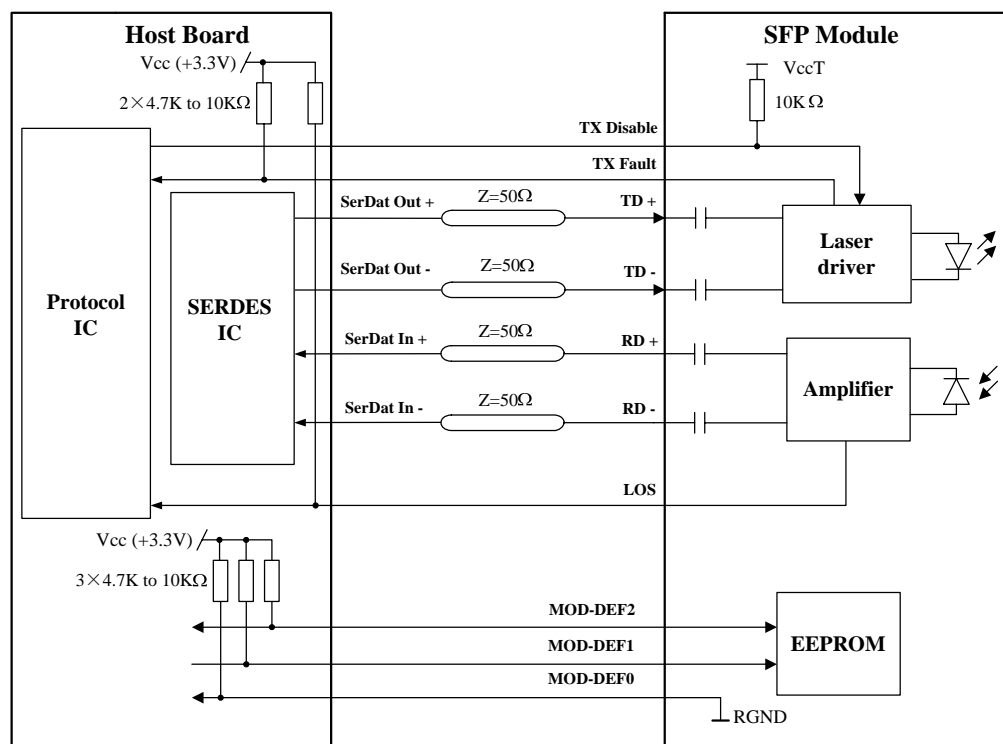 Host Board
SFP Module
Vcc (+3.3V)
VccT
2×4.7K to 10KΩ
10K Ω
TX Disable
TX Fault
SerDat Out +
Z=50Ω
TD +
Laser
driver
SerDat Out -
Z=50Ω
TD -
Protocol
IC
SERDES
IC
SerDat In +
Z=50Ω
RD +
Amplifier
SerDat In -
Z=50Ω
RD -
LOS
Vcc (+3.3V)
3×4.7K to 10KΩ
MOD-DEF2
EEPROM
MOD-DEF1
MOD-DEF0
RGND